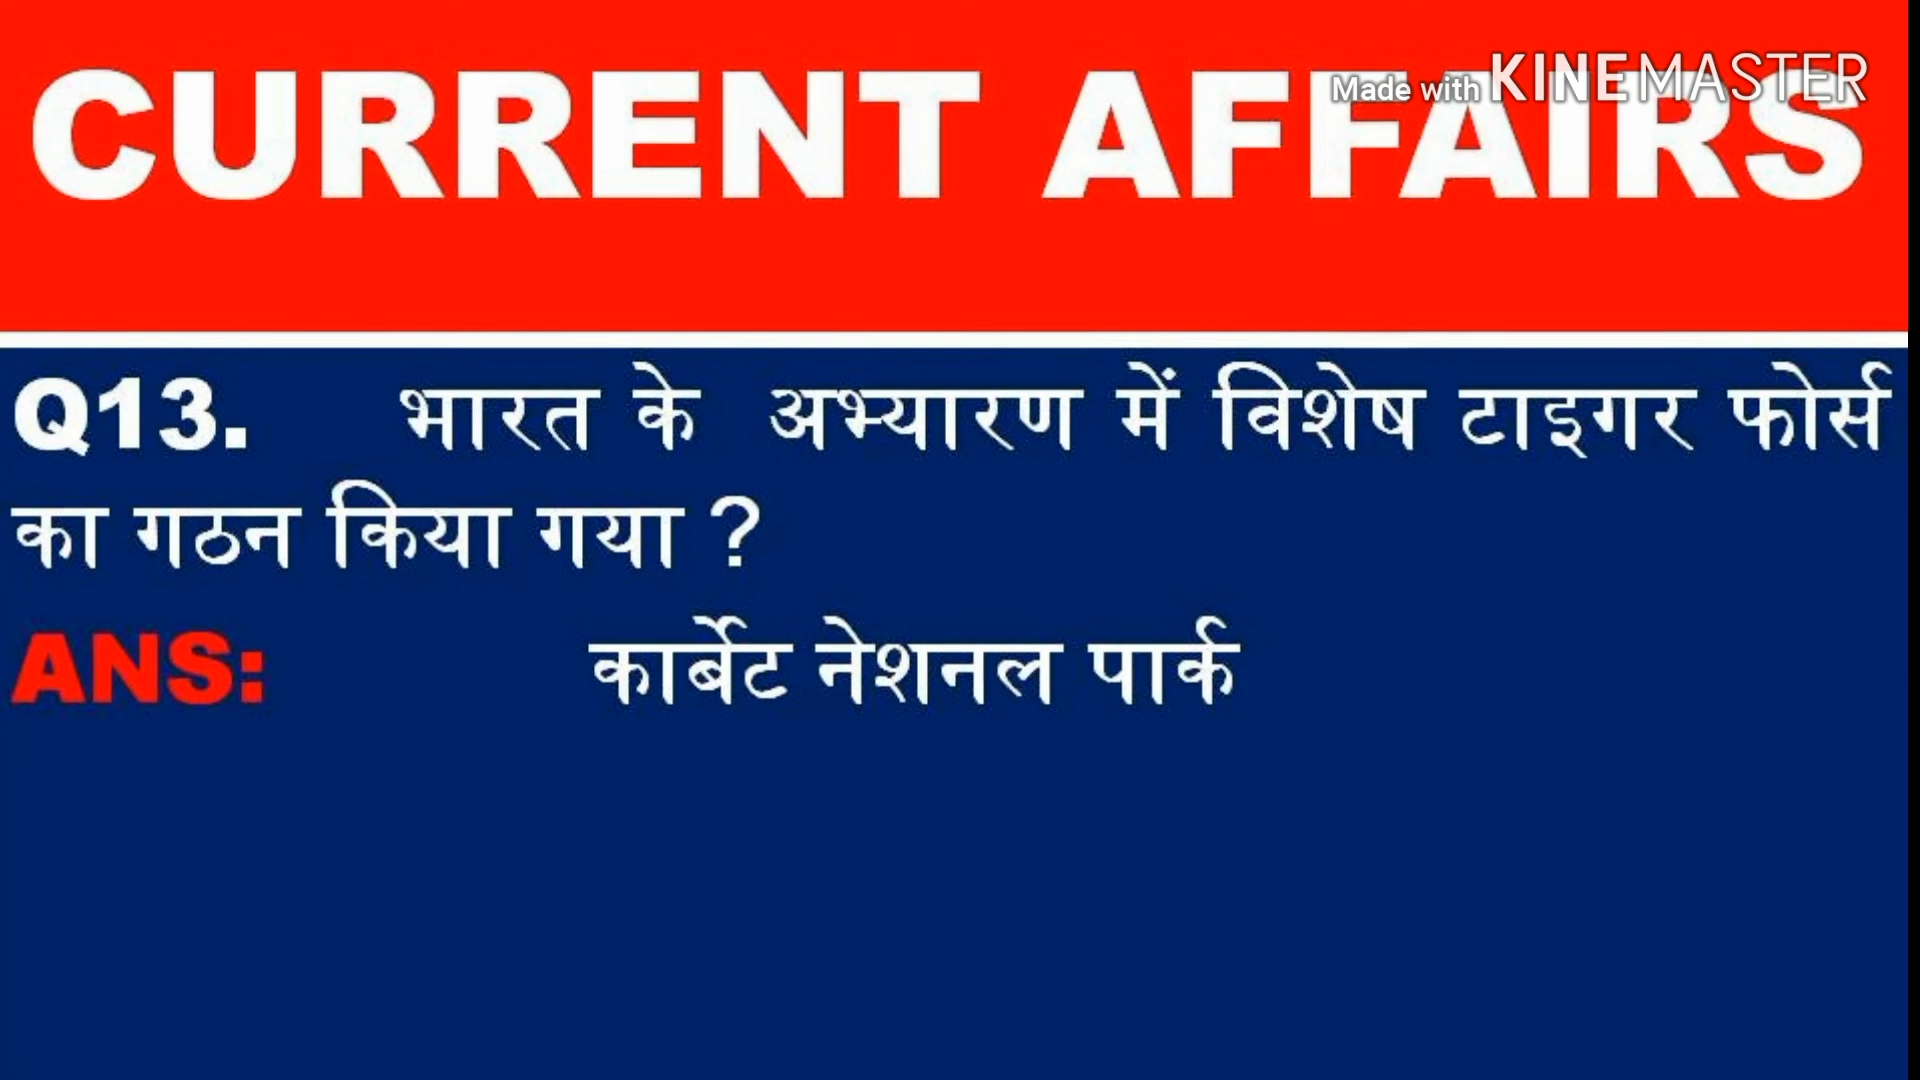 CURRENT AFFAIRS
Made with KINEMASTER
Q13. भारत के अभ्यारण में विशेष टाइगर फोर्स
का गठन किया गया ?
ANS: कार्बेट नेशनल पार्क